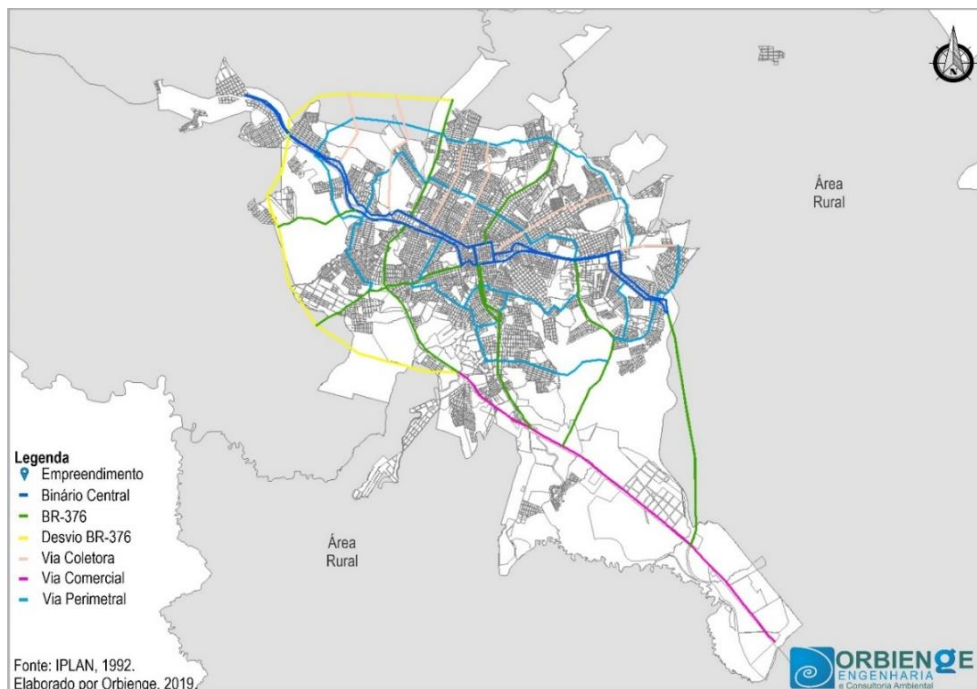 N
Área
Rural
Área
Rural
Legenda
Empreendimento
Binário Central
BR-376
Desvio BR-376
Via Coletora
Via Comercial
Via Perimetral
Fonte: IPLAN, 1992.
Elaborado por Orbienge, 2019.
ORBIENGE
ENGENHARIA
e Consultoria Ambiental